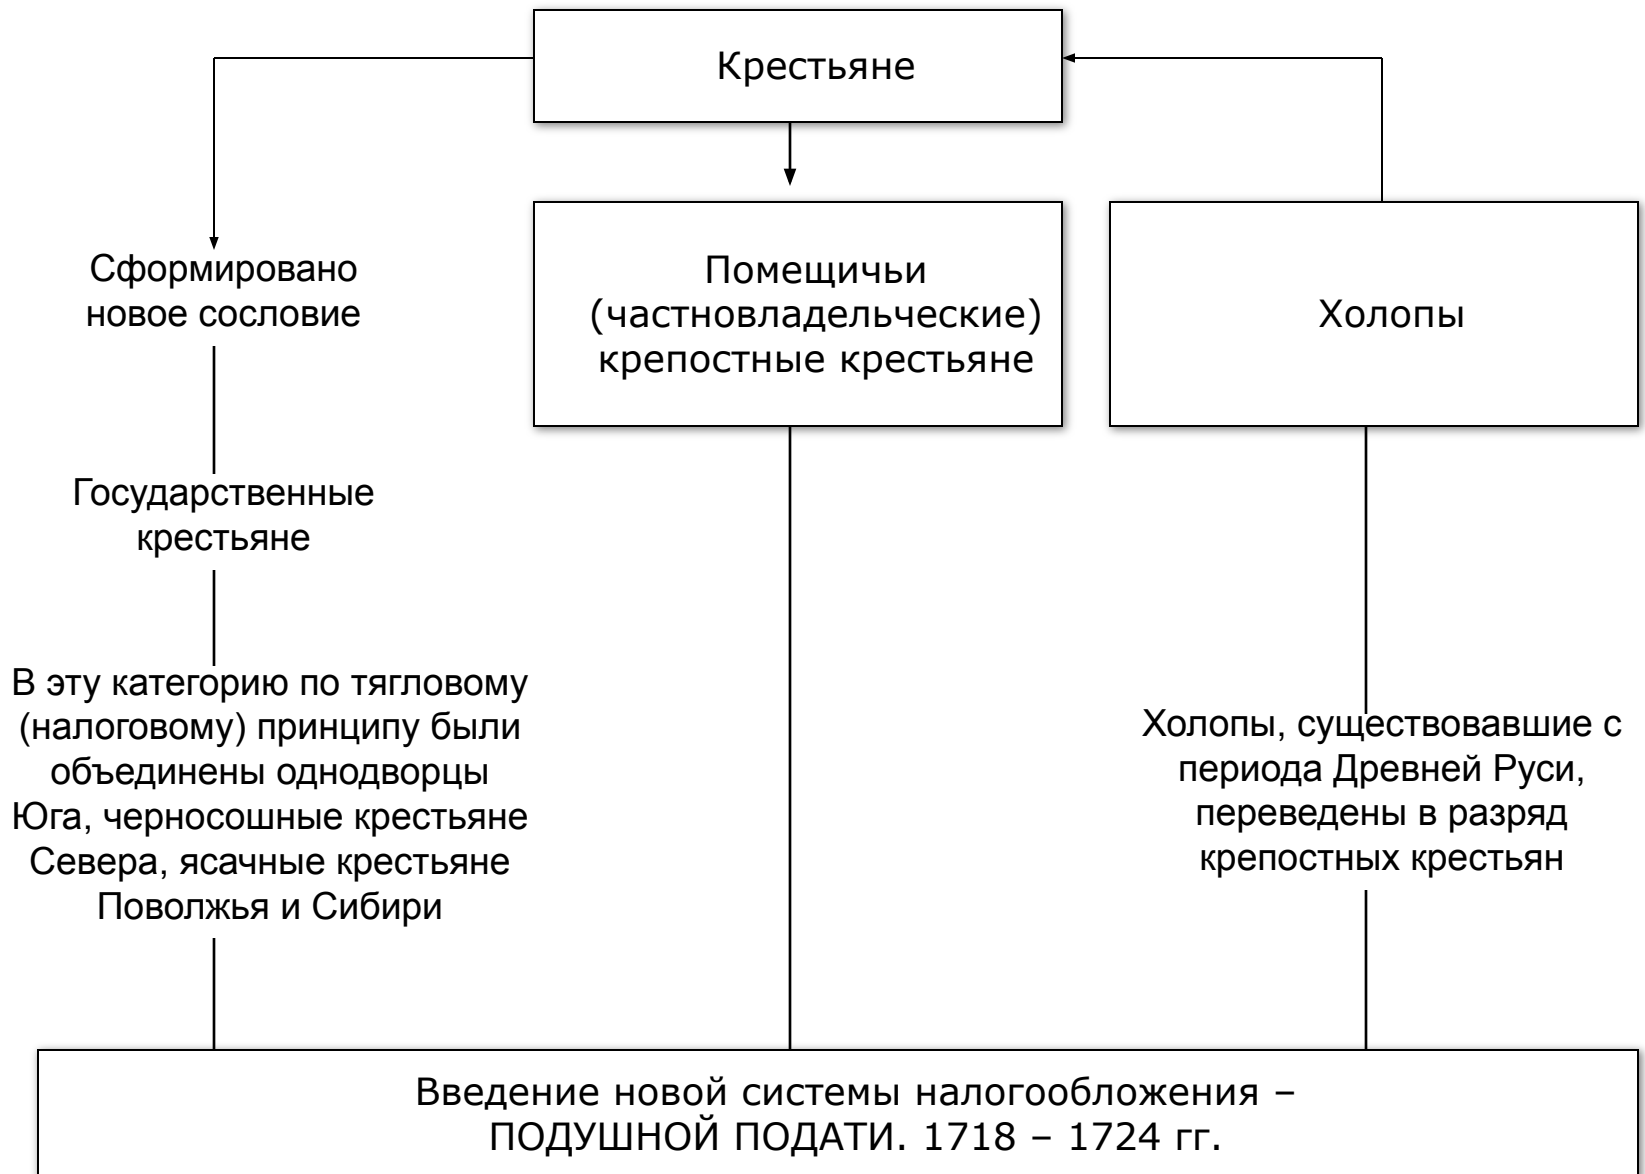 Крестьяне
Сформировано
новое сословие
Государственные
крестьяне
В эту категорию по тягловому
(налоговому) принципу были
объединены однодворцы
Юга, черносошные крестьяне
Севера, ясачные крестьяне
Поволжья и Сибири
Помещичьи
(частновладельческие)
крепостные крестьяне
Холопы
Холопы, существовавшие с
периода Древней Руси,
переведены в разряд
крепостных крестьян
Введение новой системы налогообложения –
ПОДУШНОЙ ПОДАТИ. 1718 – 1724 гг.